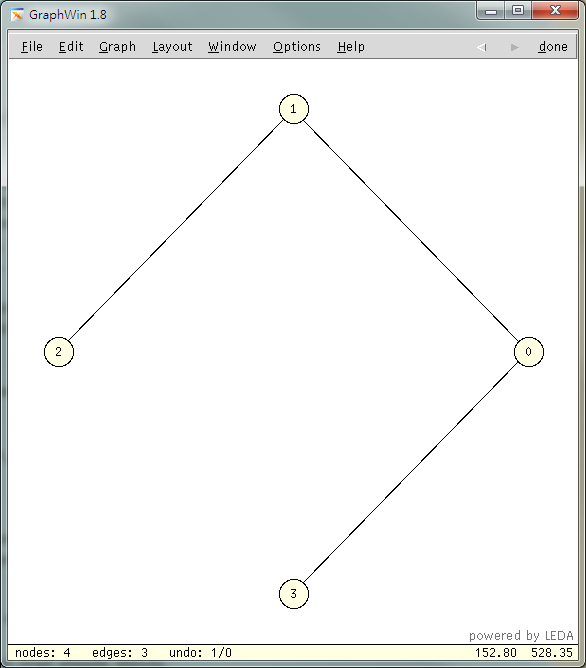 GraphWin 1.8
File Edit Graph Layout Window Options Help done
1
2
0
3
powered by LEDA
nodes: 4 edges: 3 undo: 1/0 152.80 528.35